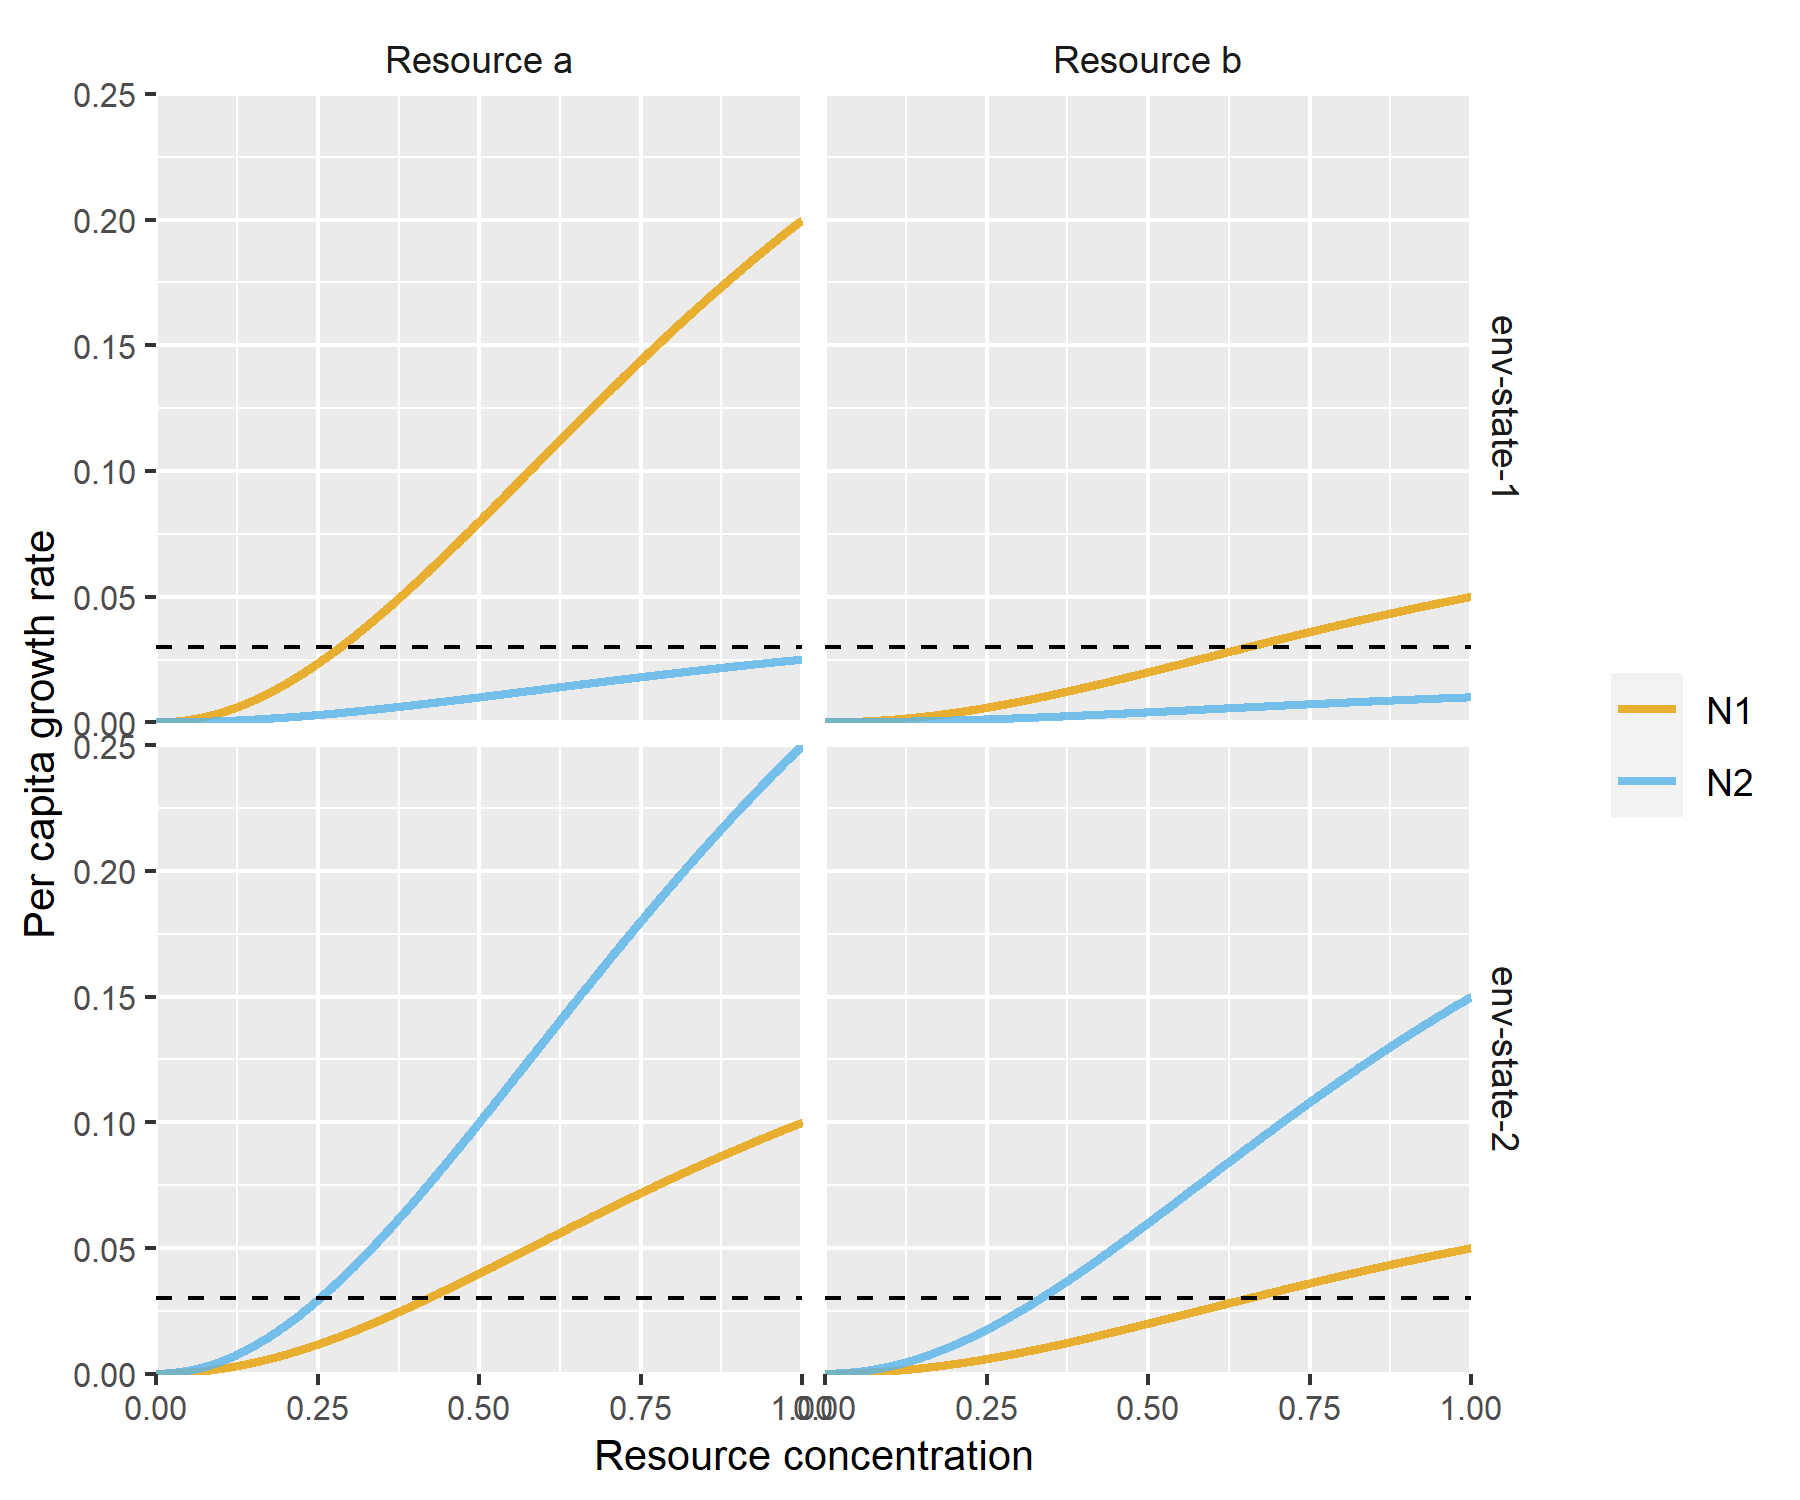 Resource a
Resource b
0.25
0.20
0.15
0.10
0.05
0.00
env-state-1
Per capita growth rate
N1
N2
0.25
0.20
0.15
0.10
0.05
0.00
env-state-2
0.00 0.25 0.50 0.75 1.00
0.00 0.25 0.50 0.75 1.00
Resource concentration